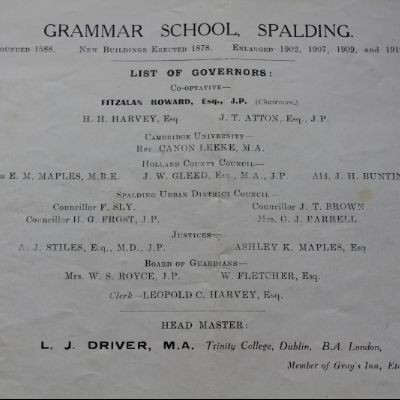 GRAMMAR SCHOOL, SPALDING.
OUNDED 1588. NEW BUILDINGS ERECTED 1878. ENLARGED 1902, 1907, 1909, and 191
LIST OF GOVERNORS:
CO-OPTATIVE—
FITZALAN HOWARD, Esq., J.P. (Chairman,)
H. H. HARVEY, Esq. J. T. ATTON, Esq., J.P.
CAMBRIDGE UNIVERSITY—
REV. CANON LEEKE, M.A.
HOLLAND COUNTY COUNCIL—
E. M. MAPLES, M.B.E. J. W. GLEED, Esq., M.A., J.P. Ald. J. H. BUNTIN
SPALDING URBAN DISTRICT COUNCIL—
Councillor F. SLY. Councillor J. T. BROWN.
Councillor H. G. FROST, J.P. Mrs. G. J. BARRELL.
JUSTICES—
A. J. STILES, Esq., M.D., J.P. ASHLEY K. MAPLES, Esq.
BOARD OF GUARDIANS—
Mrs. W. S. ROYCE, J.P. W. FLETCHER, Esq.
Clerk—LEOPOLD C. HARVEY, Esq.
HEAD MASTER:
L. J. DRIVER, M.A. Trinity College, Dublin. B.A. London,
Member of Gray's Inn, Etc